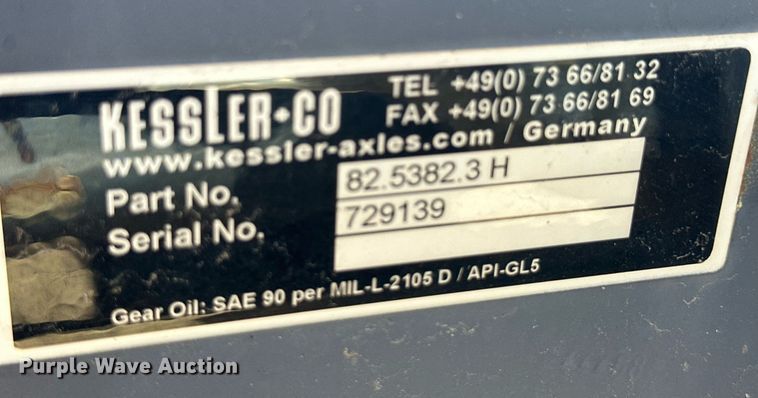 KESSLER+CO
TEL +49(0) 73 66/81 32
FAX +49(0) 73 66/81 69
www.kessler-axles.com / Germany
Part No. 82.5382.3 H
Serial No. 729139
Gear Oil: SAE 90 per MIL-L-2105 D / API-GL5
Purple Wave Auction